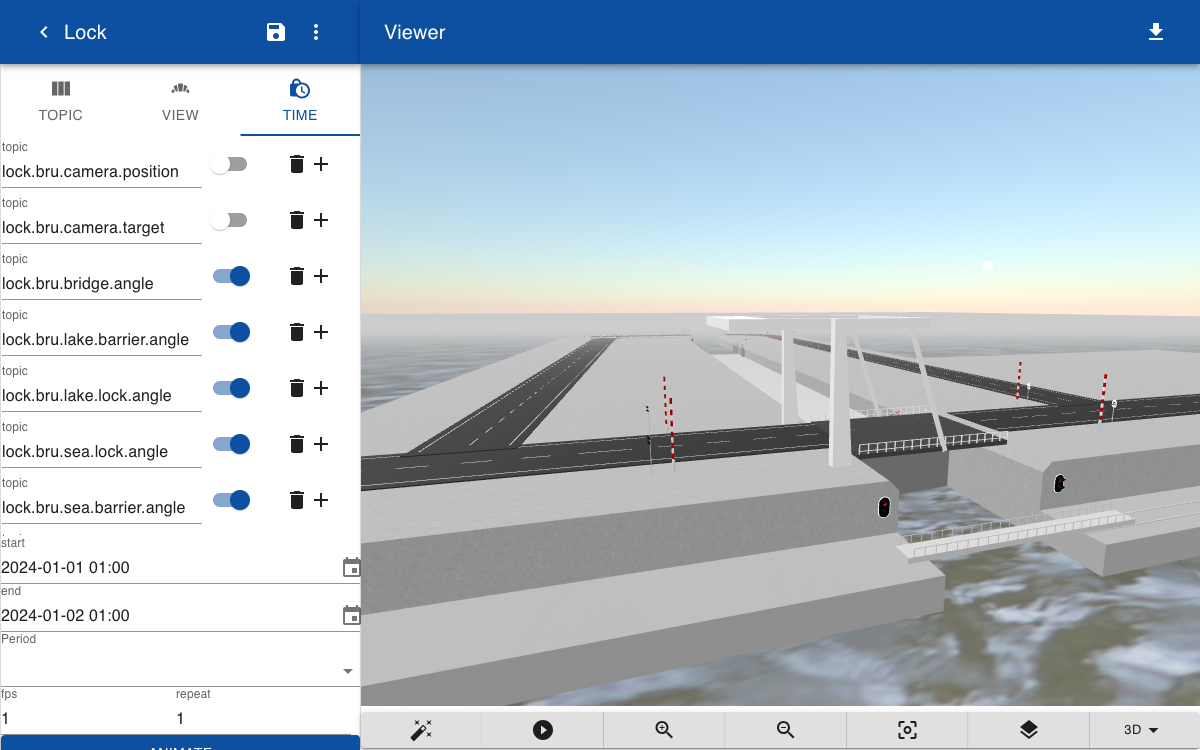 Lock
Viewer
TOPIC
VIEW
TIME
topic
lock.bru.camera.position
topic
lock.bru.camera.target
topic
lock.bru.bridge.angle
topic
lock.bru.lake.barrier.angle
topic
lock.bru.lake.lock.angle
topic
lock.bru.sea.lock.angle
topic
lock.bru.sea.barrier.angle
start
2024-01-01 01:00
end
2024-01-02 01:00
Period
fps
repeat
1
1
ANIMATE
3D